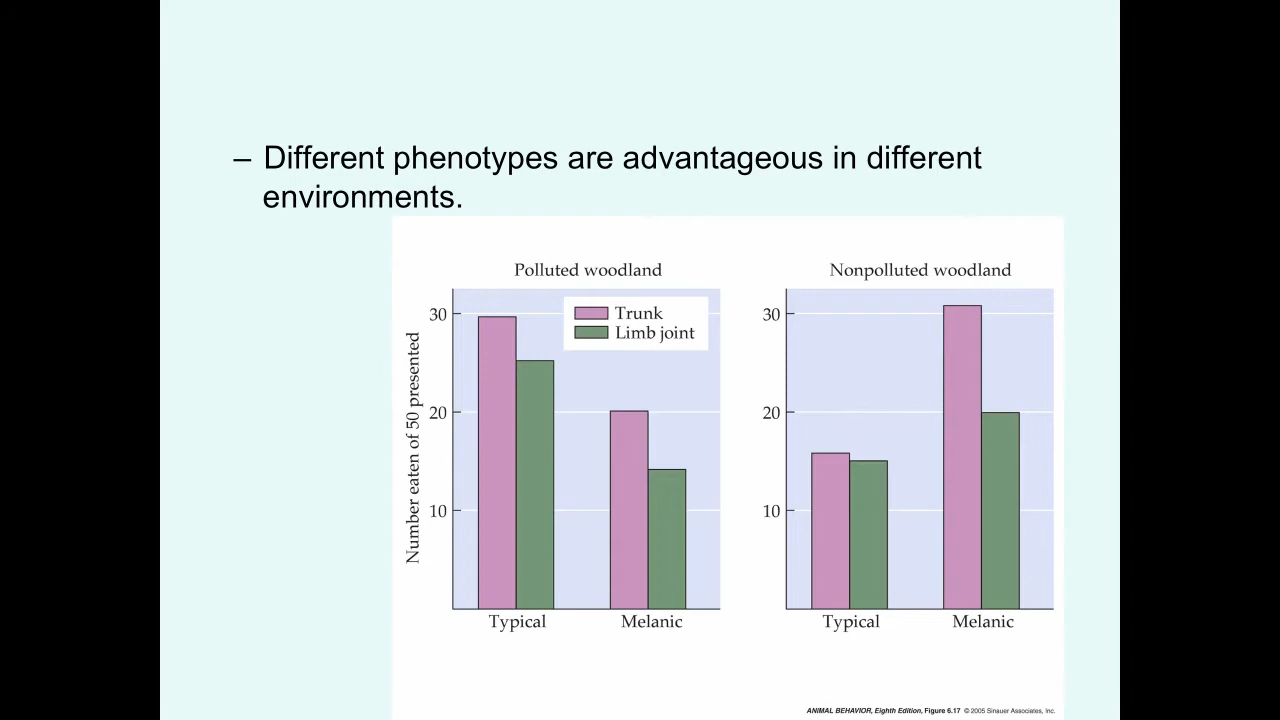 – Different phenotypes are advantageous in different
environments.
Polluted woodland
Nonpolluted woodland
Number eaten of 50 presented
30
20
10
Trunk
Limb joint
Typical
Melanic
30
20
10
Typical
Melanic
ANIMAL BEHAVIOR, Eighth Edition, Figure 6.17 © 2005 Sinauer Associates, Inc.